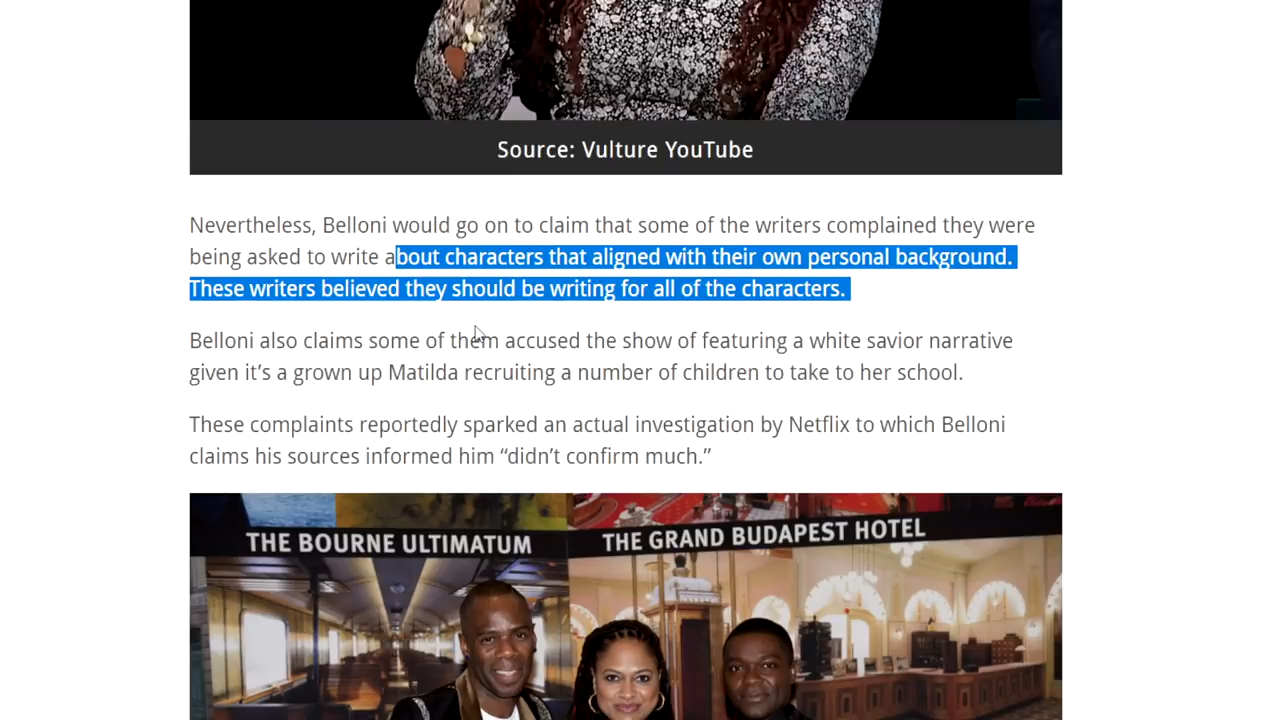 Source: Vulture YouTube
Nevertheless, Belloni would go on to claim that some of the writers complained they were
being asked to write about characters that aligned with their own personal background.
These writers believed they should be writing for all of the characters.
Belloni also claims some of them accused the show of featuring a white savior narrative
given it’s a grown up Matilda recruiting a number of children to take to her school.
These complaints reportedly sparked an actual investigation by Netflix to which Belloni
claims his sources informed him “didn’t confirm much.”
THE BOURNE ULTIMATUM
THE GRAND BUDAPEST HOTEL